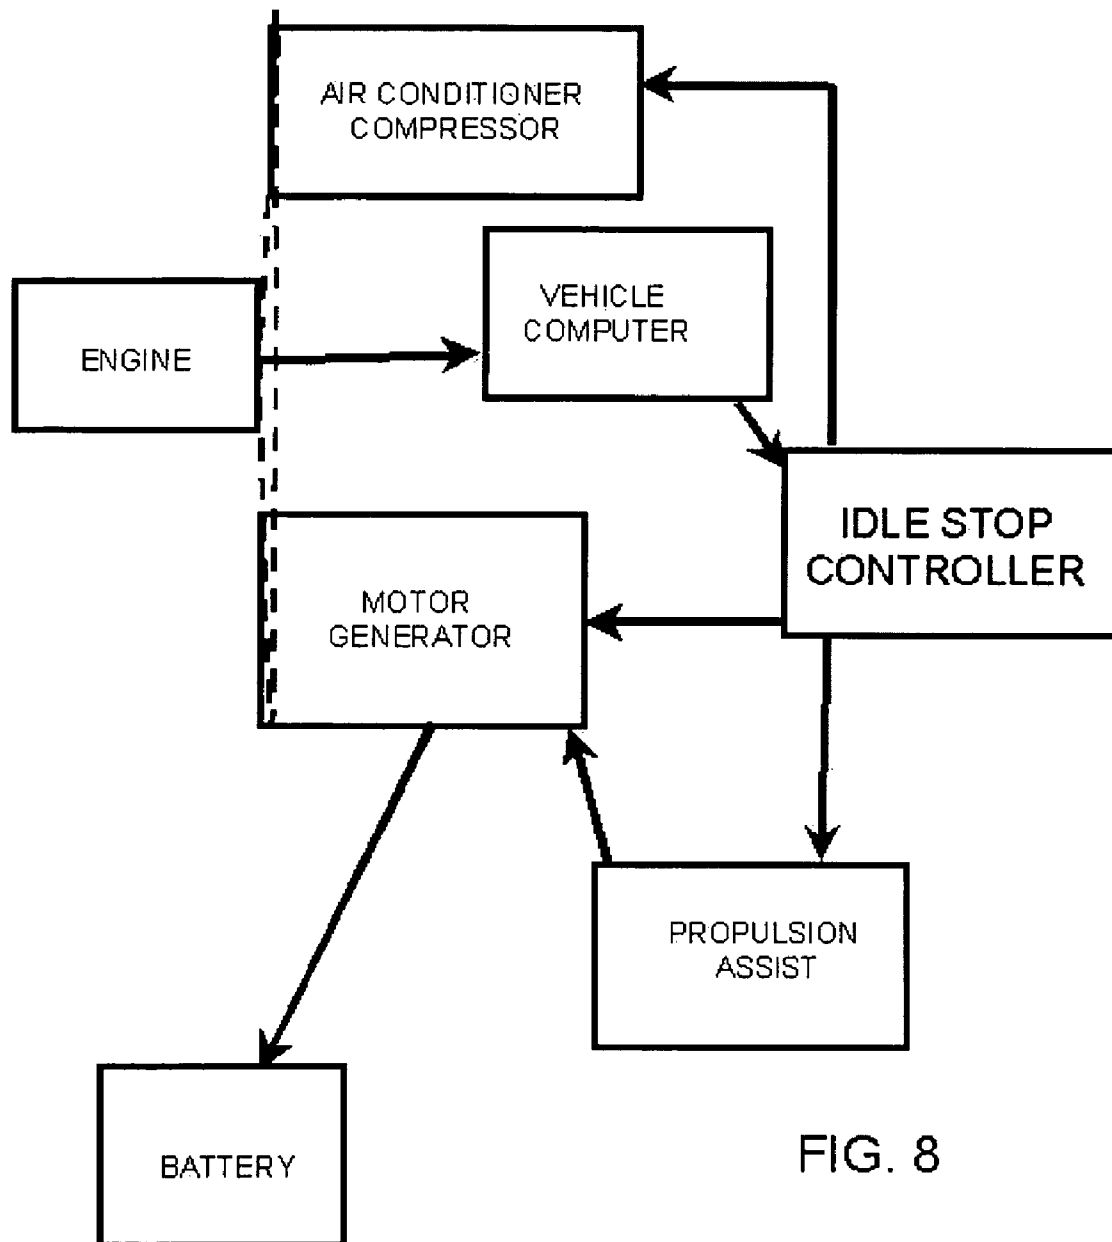 AIR CONDITIONER
COMPRESSOR
VEHICLE
COMPUTER
ENGINE
IDLE STOP
CONTROLLER
MOTOR
GENERATOR
PROPULSION
ASSIST
BATTERY
FIG. 8